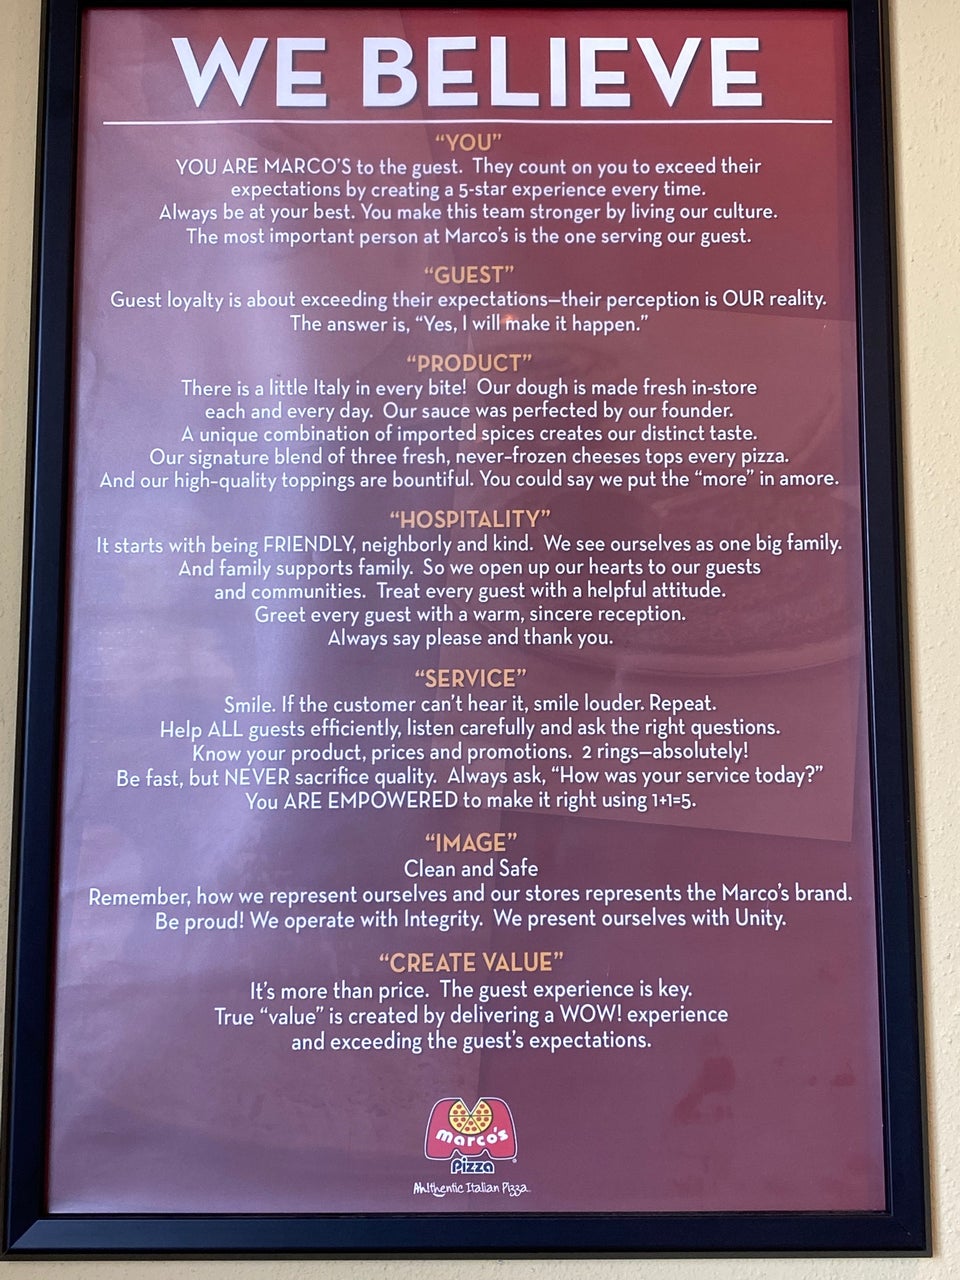 WE BELIEVE
“YOU”
YOU ARE MARCO’S to the guest. They count on you to exceed their
expectations by creating a 5-star experience every time.
Always be at your best. You make this team stronger by living our culture.
The most important person at Marco’s is the one serving our guest.
“GUEST”
Guest loyalty is about exceeding their expectations—their perception is OUR reality.
The answer is, “Yes, I will make it happen.”
“PRODUCT”
There is a little Italy in every bite! Our dough is made fresh in-store
each and every day. Our sauce was perfected by our founder.
A unique combination of imported spices creates our distinct taste.
Our signature blend of three fresh, never-frozen cheeses tops every pizza.
And our high-quality toppings are bountiful. You could say we put the “more” in amore.
“HOSPITALITY”
It starts with being FRIENDLY, neighborly and kind. We see ourselves as one big family.
And family supports family. So we open up our hearts to our guests
and communities. Treat every guest with a helpful attitude.
Greet every guest with a warm, sincere reception.
Always say please and thank you.
“SERVICE”
Smile. If the customer can’t hear it, smile louder. Repeat.
Help ALL guests efficiently, listen carefully and ask the right questions.
Know your product, prices and promotions. 2 rings—absolutely!
Be fast, but NEVER sacrifice quality. Always ask, “How was your service today?”
You ARE EMPOWERED to make it right using 1+1=5.
“IMAGE”
Clean and Safe
Remember, how we represent ourselves and our stores represents the Marco’s brand.
Be proud! We operate with Integrity. We present ourselves with Unity.
“CREATE VALUE”
It’s more than price. The guest experience is key.
True “value” is created by delivering a WOW! experience
and exceeding the guest’s expectations.
marco’s
Pizza
Ahthentic Italian Pizza